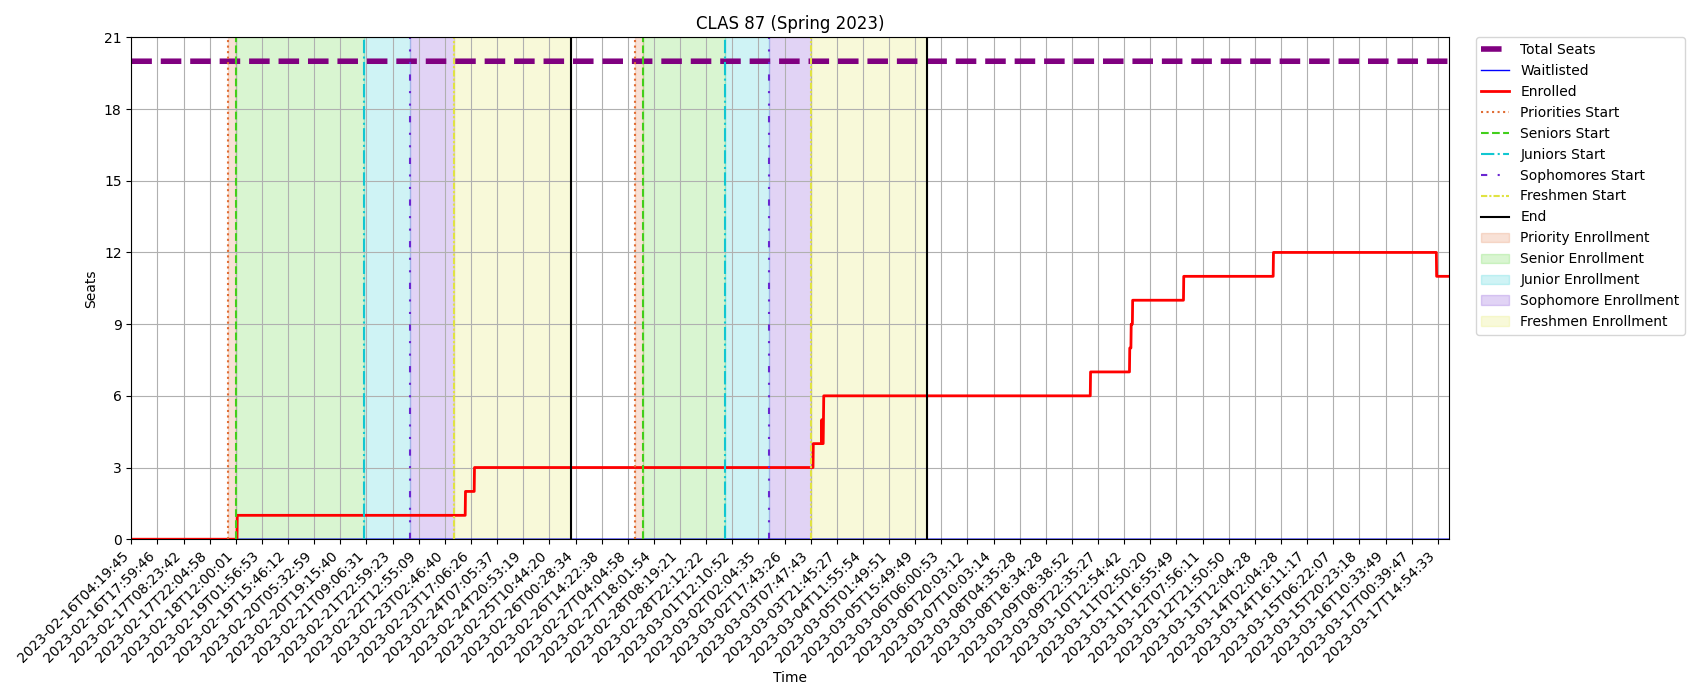 CLAS 87 (Spring 2023)
21
18
15
12
9
6
3
0
Seats
2023-02-16T04:19:45
2023-02-16T17:59:46
2023-02-17T08:23:42
2023-02-17T22:04:58
2023-02-18T12:00:01
2023-02-19T01:56:53
2023-02-19T15:46:12
2023-02-20T05:32:59
2023-02-20T19:15:40
2023-02-21T09:06:31
2023-02-21T22:59:23
2023-02-22T12:55:09
2023-02-23T02:46:40
2023-02-23T17:06:28
2023-02-24T07:05:37
2023-02-24T20:53:19
2023-02-25T10:44:20
2023-02-26T00:28:34
2023-02-26T14:22:38
2023-02-27T04:04:58
2023-02-27T18:01:54
2023-02-28T08:19:21
2023-02-28T22:12:22
2023-03-01T12:10:52
2023-03-02T02:04:35
2023-03-02T17:43:26
2023-03-03T07:47:43
2023-03-03T21:45:27
2023-03-04T11:55:54
2023-03-05T01:49:51
2023-03-05T15:49:49
2023-03-06T06:00:53
2023-03-06T20:03:12
2023-03-07T10:03:14
2023-03-08T04:35:28
2023-03-08T18:34:28
2023-03-09T08:38:52
2023-03-09T22:35:27
2023-03-10T12:54:42
2023-03-11T02:50:20
2023-03-11T16:55:49
2023-03-12T07:56:11
2023-03-12T21:50:50
2023-03-13T12:04:28
2023-03-14T02:04:28
2023-03-14T16:11:17
2023-03-15T06:22:07
2023-03-15T20:23:18
2023-03-16T10:33:49
2023-03-17T00:39:47
2023-03-17T14:54:33
Time
Total Seats
Waitlisted
Enrolled
Priorities Start
Seniors Start
Juniors Start
Sophomores Start
Freshmen Start
End
Priority Enrollment
Senior Enrollment
Junior Enrollment
Sophomore Enrollment
Freshmen Enrollment